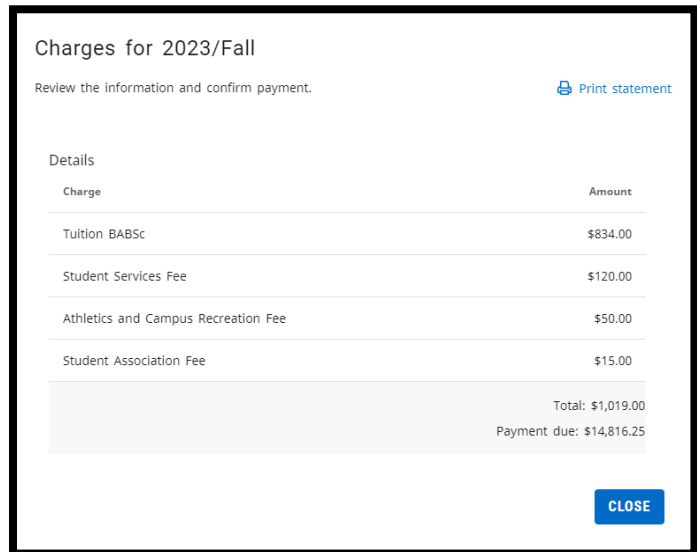 Charges for 2023/Fall
Review the information and confirm payment.
Print statement
Details
Charge Amount
Tuition BABSc $834.00
Student Services Fee $120.00
Athletics and Campus Recreation Fee $50.00
Student Association Fee $15.00
Total: $1,019.00
Payment due: $14,816.25
CLOSE